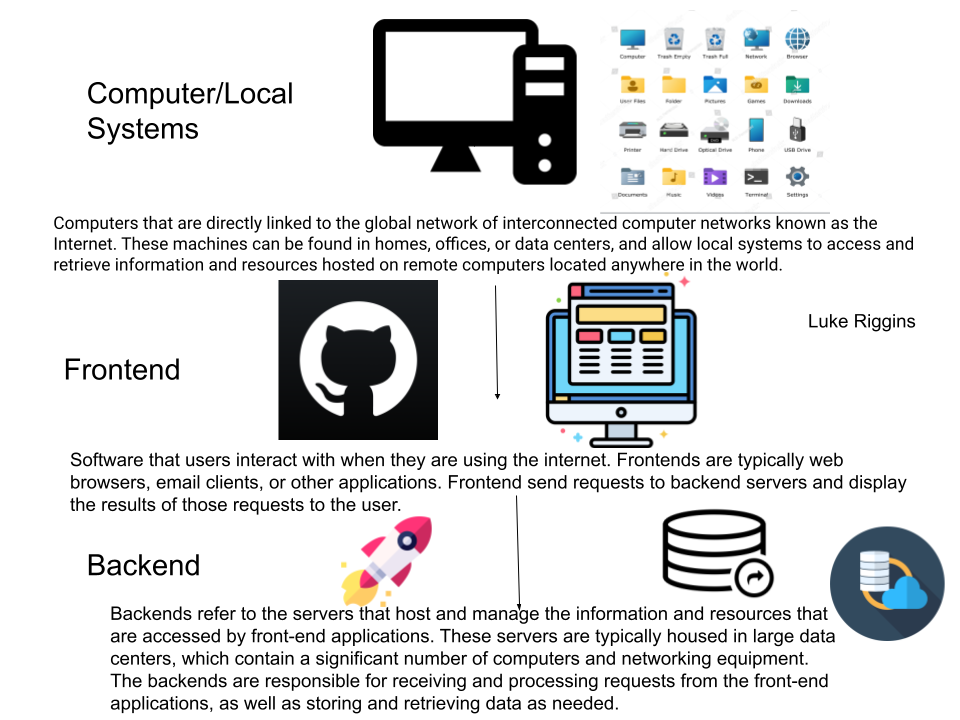 Computer/Local
Systems
Computer
Trash Empty
Trash Full
Network
Browser
User Files
Folder
Pictures
Games
Downloads
Printer
Hard Drive
Optical Drive
Phone
USB Drive
Documents
Music
Videos
Terminal
Settings
Computers that are directly linked to the global network of interconnected computer networks known as the
Internet. These machines can be found in homes, offices, or data centers, and allow local systems to access and
retrieve information and resources hosted on remote computers located anywhere in the world.
Luke Riggins
Frontend
Software that users interact with when they are using the internet. Frontends are typically web
browsers, email clients, or other applications. Frontend send requests to backend servers and display
the results of those requests to the user.
Backend
Backends refer to the servers that host and manage the information and resources that
are accessed by front-end applications. These servers are typically housed in large data
centers, which contain a significant number of computers and networking equipment.
The backends are responsible for receiving and processing requests from the front-end
applications, as well as storing and retrieving data as needed.